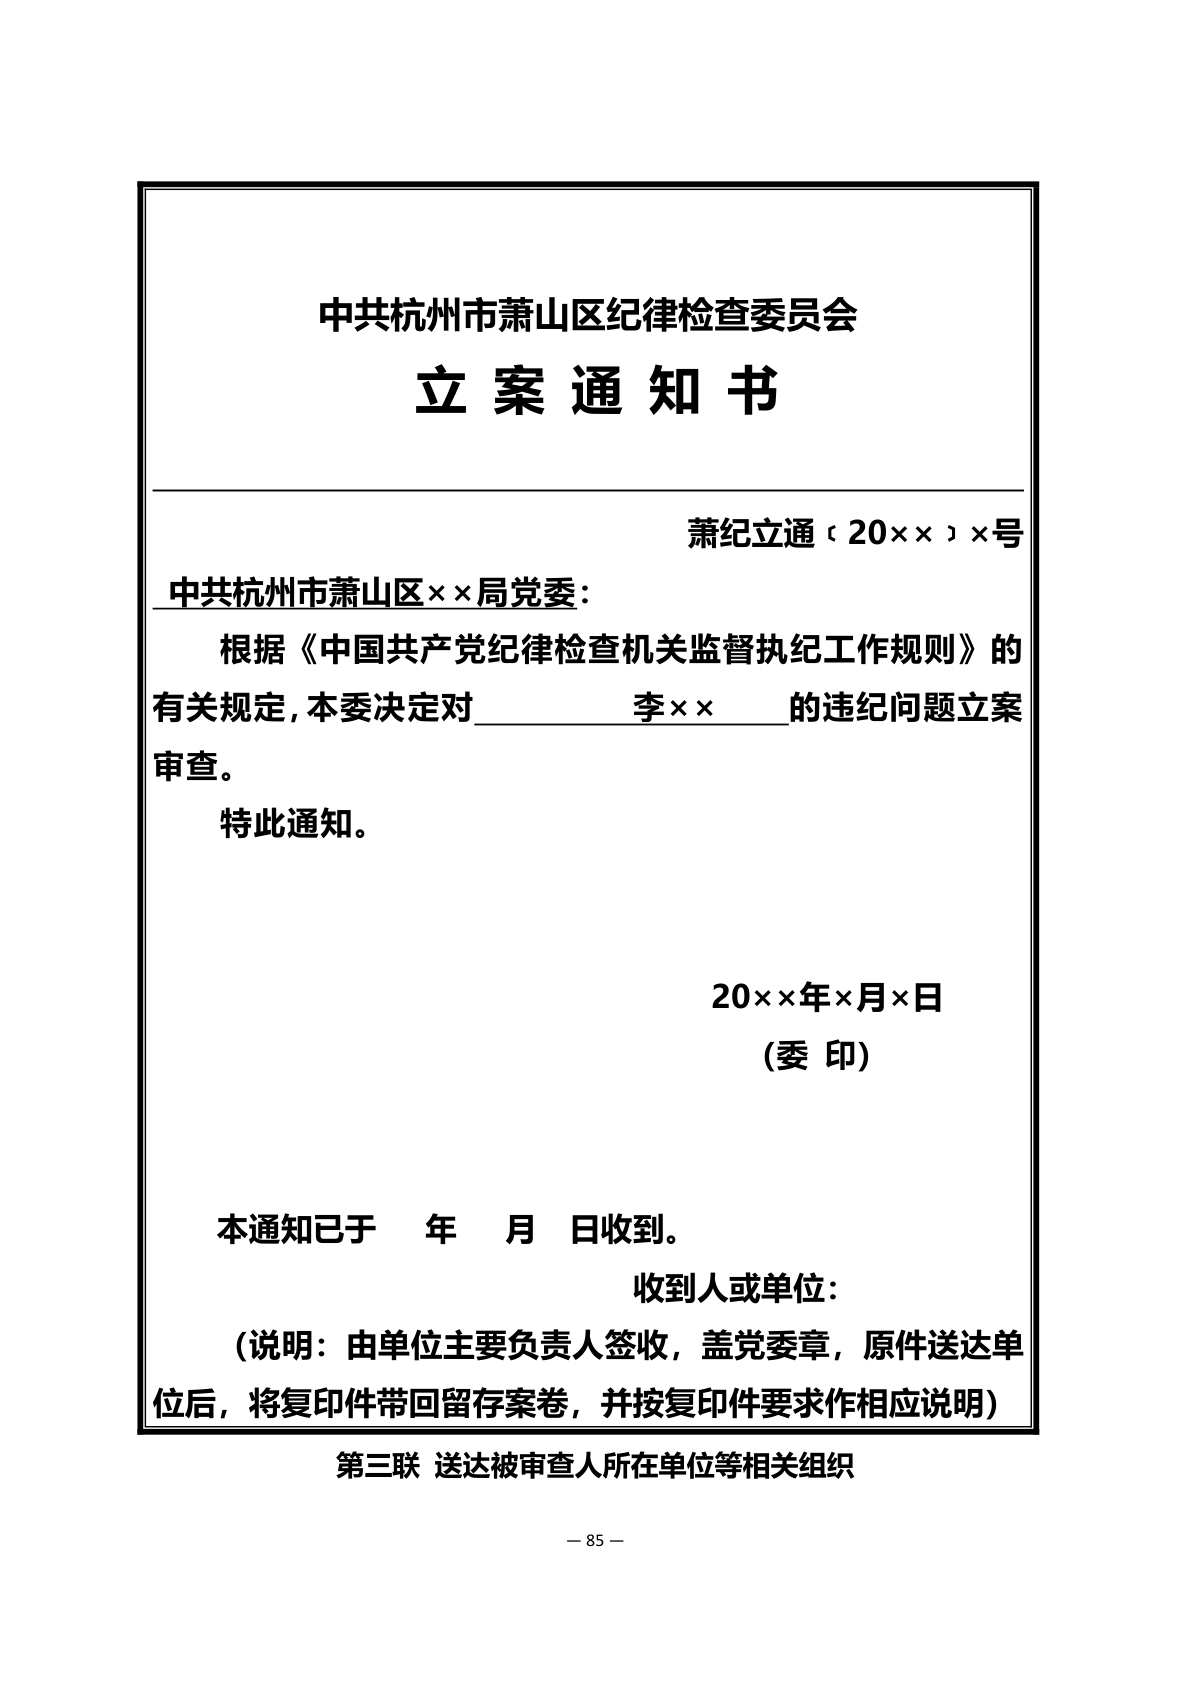 中共杭州市萧山区纪律检查委员会
立 案 通 知 书
萧纪立通﹝20××﹞×号
中共杭州市萧山区××局党委：
根据《中国共产党纪律检查机关监督执纪工作规则》的
有关规定，本委决定对 李×× 的违纪问题立案
审查。
特此通知。
20××年×月×日
（委 印）
本通知已于 年 月 日收到。
收到人或单位：
（说明：由单位主要负责人签收，盖党委章，原件送达单
位后，将复印件带回留存案卷，并按复印件要求作相应说明）
第三联 送达被审查人所在单位等相关组织
— 85 —